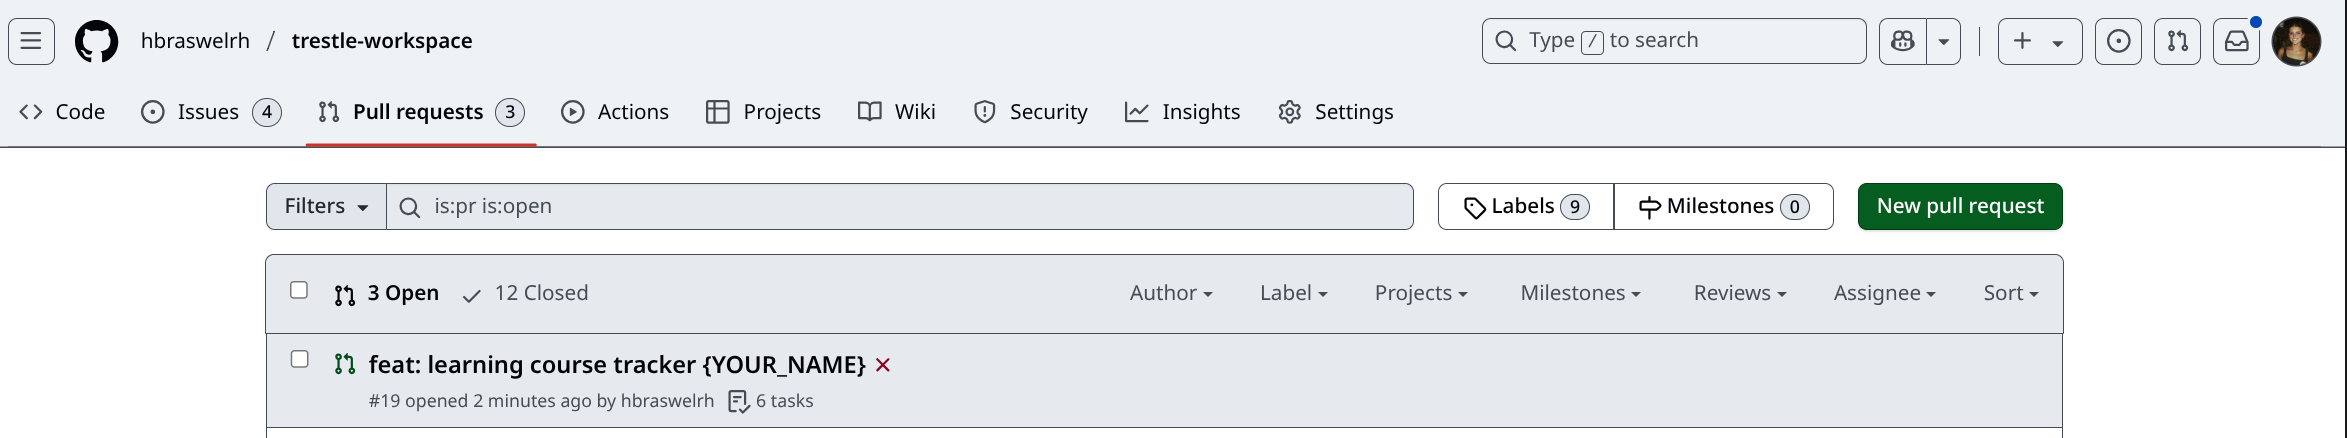 hbraswelrh / trestle-workspace
Type / to search
Code Issues 4 Pull requests 3 Actions Projects Wiki Security Insights Settings
Filters is:pr is:open Labels 9 Milestones 0 New pull request
3 Open 12 Closed Author Label Projects Milestones Reviews Assignee Sort
feat: learning course tracker {YOUR_NAME}
#19 opened 2 minutes ago by hbraswelrh 6 tasks